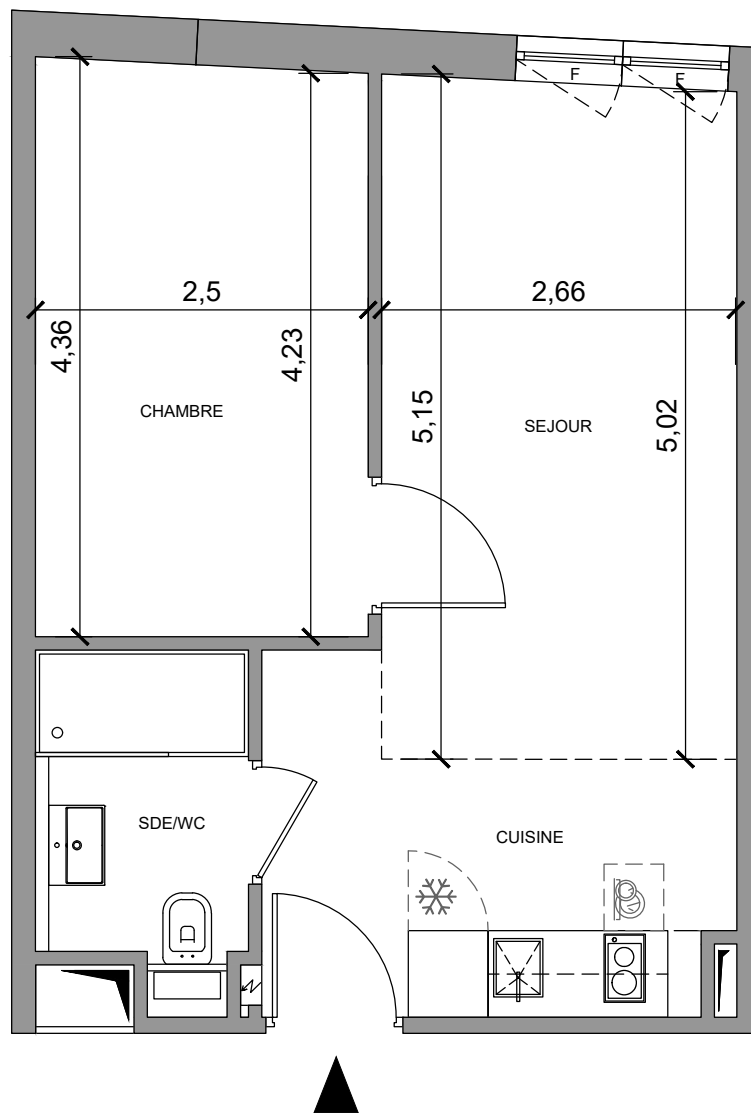 F
F
2,5
2,66
4,36
4,23
5,15
5,02
CHAMBRE
SEJOUR
SDE/WC
CUISINE